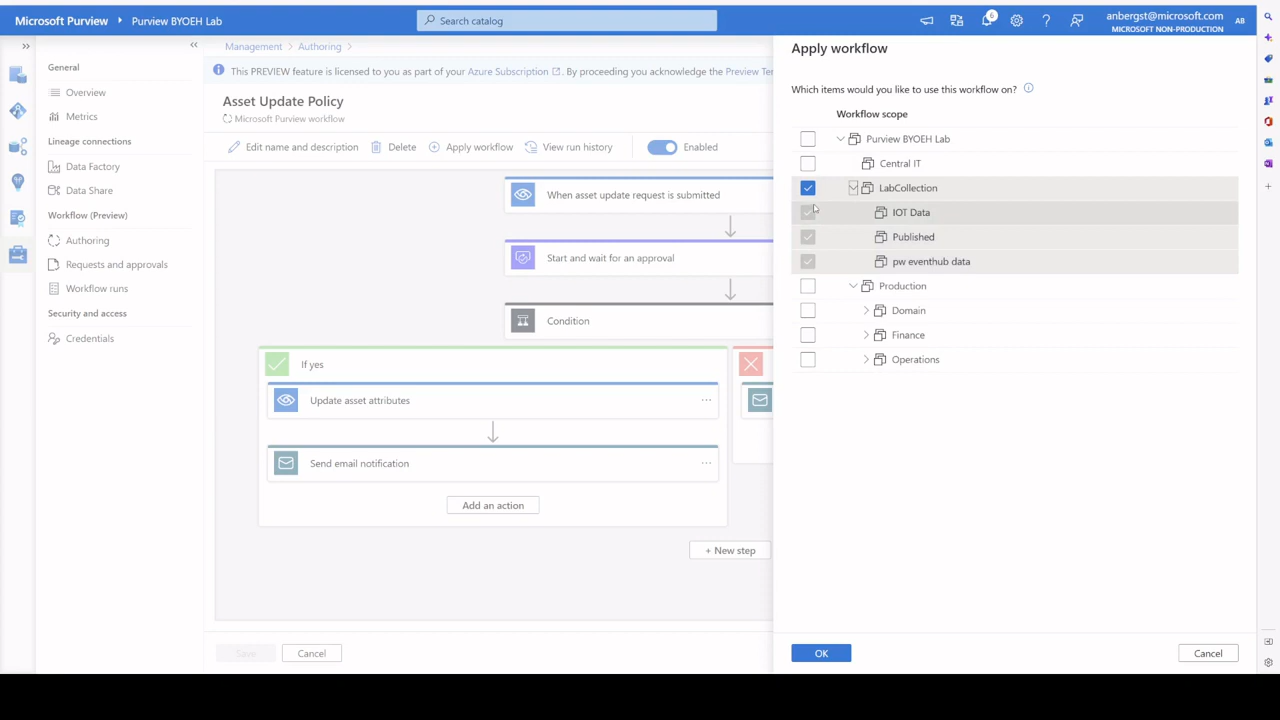 Microsoft Purview
Purview BYOEH Lab
Search catalog
6
anbergst@microsoft.com
MICROSOFT NON-PRODUCTION
AB
General
Overview
Metrics
Lineage connections
Data Factory
Data Share
Workflow (Preview)
Authoring
Requests and approvals
Workflow runs
Security and access
Credentials
Management
Authoring
This PREVIEW feature is licensed to you as part of your Azure Subscription . By proceeding you acknowledge the Preview Ter
Asset Update Policy
Microsoft Purview workflow
Edit name and description
Delete
Apply workflow
View run history
Enabled
When asset update request is submitted
Start and wait for an approval
Condition
If yes
Update asset attributes
Send email notification
Add an action
+ New step
Save
Cancel
Apply workflow
Which items would you like to use this workflow on?
Workflow scope
Purview BYOEH Lab
Central IT
LabCollection
IOT Data
Published
pw eventhub data
Production
Domain
Finance
Operations
OK
Cancel